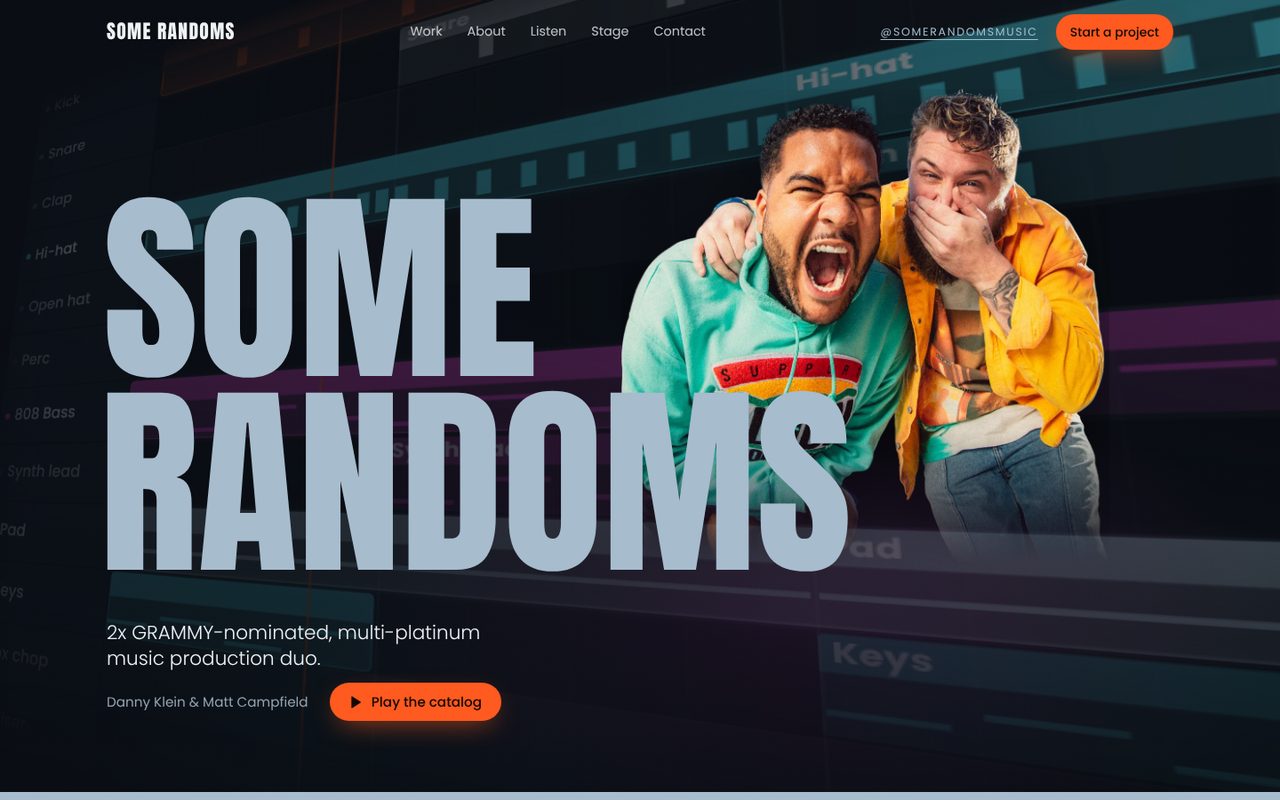 SOME RANDOMS
Work
About
Listen
Stage
Contact
@SOMERANDOMSMUSIC
Start a project
Hi-hat
Kick
Snare
Clap
Hi-hat
Open hat
Perc
808 Bass
Synth lead
Pad
SUPPER
SOME
RANDOMS
Keys
2x GRAMMY-nominated, multi-platinum
music production duo.
Danny Klein & Matt Campfield
Play the catalog